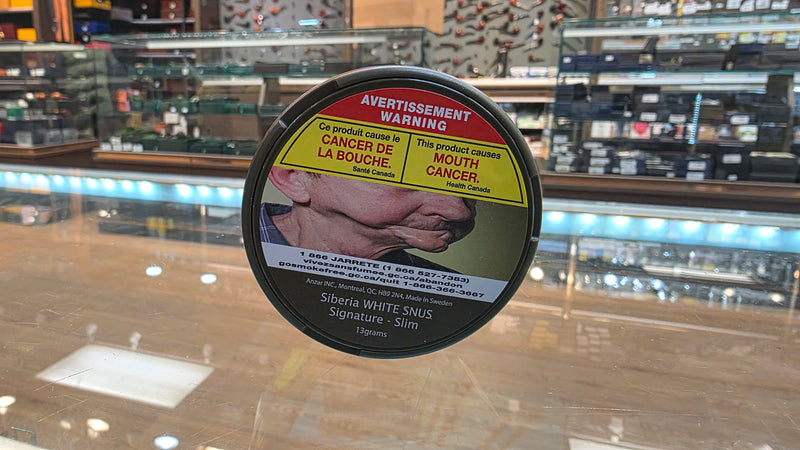 AVERTISSEMENT
WARNING
Ce produit cause le
CANCER DE
LA BOUCHE.
Santé Canada
This product causes
MOUTH
CANCER.
Health Canada
1 866 JARRETE (1 866 527-7383)
vivezsansfumee.gc.ca/abandon
gosmokefree.gc.ca/quit 1-866-366-3667
Anzar INC., Montreal, QC, H89 2N4, Made in Sweden
Siberia WHITE SNUS
Signature - Slim
13grams